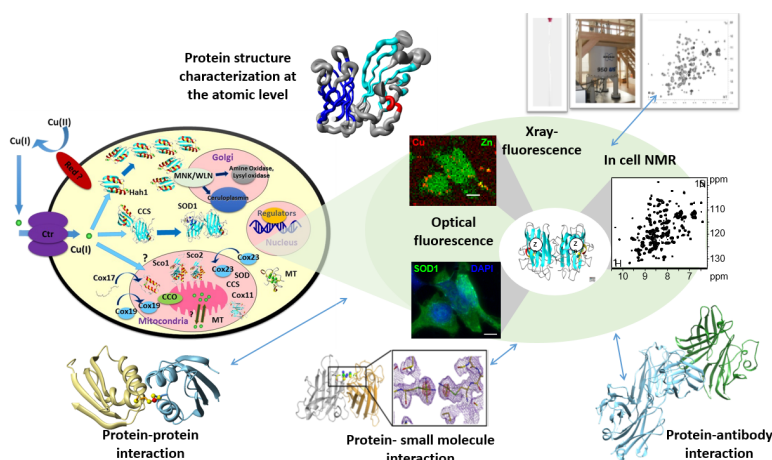 Protein structure
characterization at
the atomic level
Xray-
fluorescence
In cell NMR
Optical
fluorescence
Cu
Zn
SOD1
DAPI
Z
Z
1H
15N
ppm
110
120
130
10
9
8
7
6
ppm
Cu(II)
Cu(I)
Red ?
Ctr
Cu(I)
Hah1
MNK/WLN
Golgi
Amine Oxidase,
Lysyl oxidase
Ceruloplasmin
CCS
SOD1
Regulators
Nucleus
?
Sco1
Sco2
Cox23
Cox23
Cox17
SOD
CCS
Cox11
MT
Cox19
Cox19
CCO
?
MT
Mitocondria
Protein-protein
interaction
Protein- small molecule
interaction
Protein-antibody
interaction